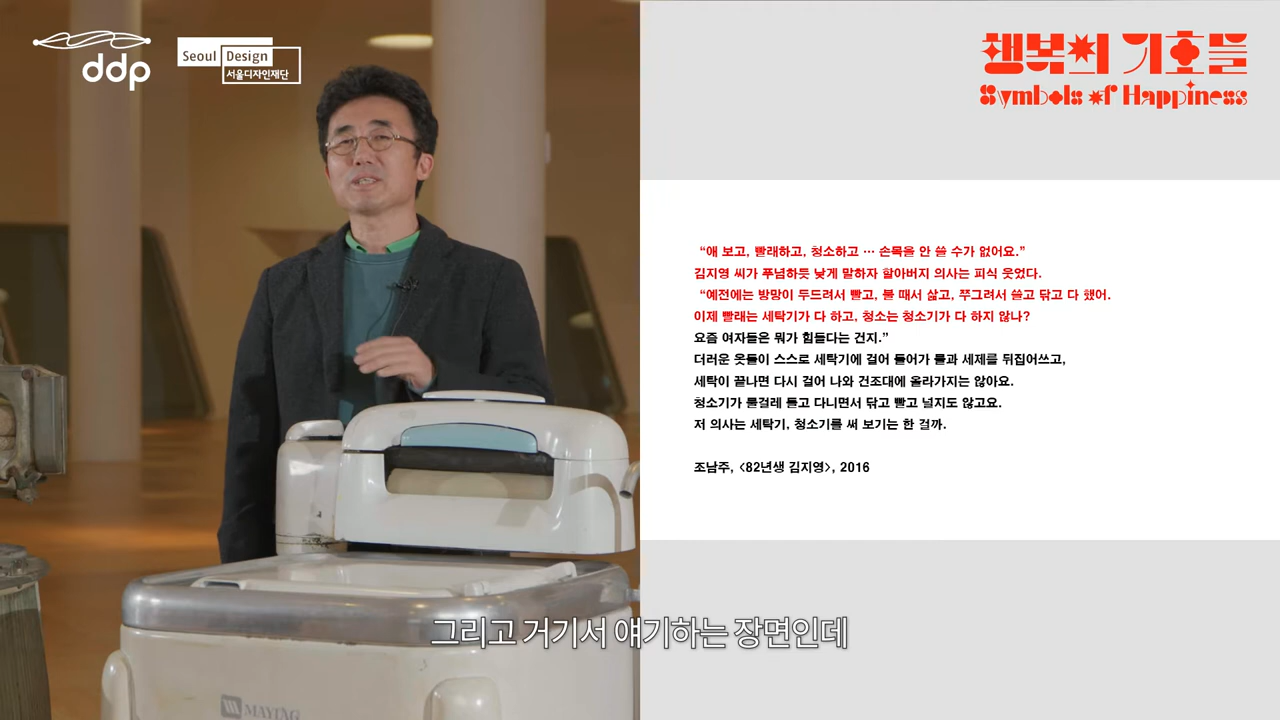 ddp
Seoul Design
서울디자인재단
행복의 기호들
Symbols of Happiness
“애 보고, 빨래하고, 청소하고 … 손목을 안 쓸 수가 없어요.”
김지영 씨가 푸념하듯 낮게 말하자 할아버지 의사는 피식 웃었다.
“예전에는 방망이 두드려서 빨고, 불 때서 삶고, 쭈그려서 쓸고 닦고 다 했어.
이제 빨래는 세탁기가 다 하고, 청소는 청소기가 다 하지 않나?
요즘 여자들은 뭐가 힘들다는 건지.”
더러운 옷들이 스스로 세탁기에 걸어 들어가 물과 세제를 뒤집어쓰고,
세탁이 끝나면 다시 걸어 나와 건조대에 올라가지는 않아요.
청소기가 물걸레 들고 다니면서 닦고 빨고 널지도 않고요.
저 의사는 세탁기, 청소기를 써 보기는 한 걸까.
조남주, <82년생 김지영>, 2016
그리고 거기서 얘기하는 장면인데
MAYTAG